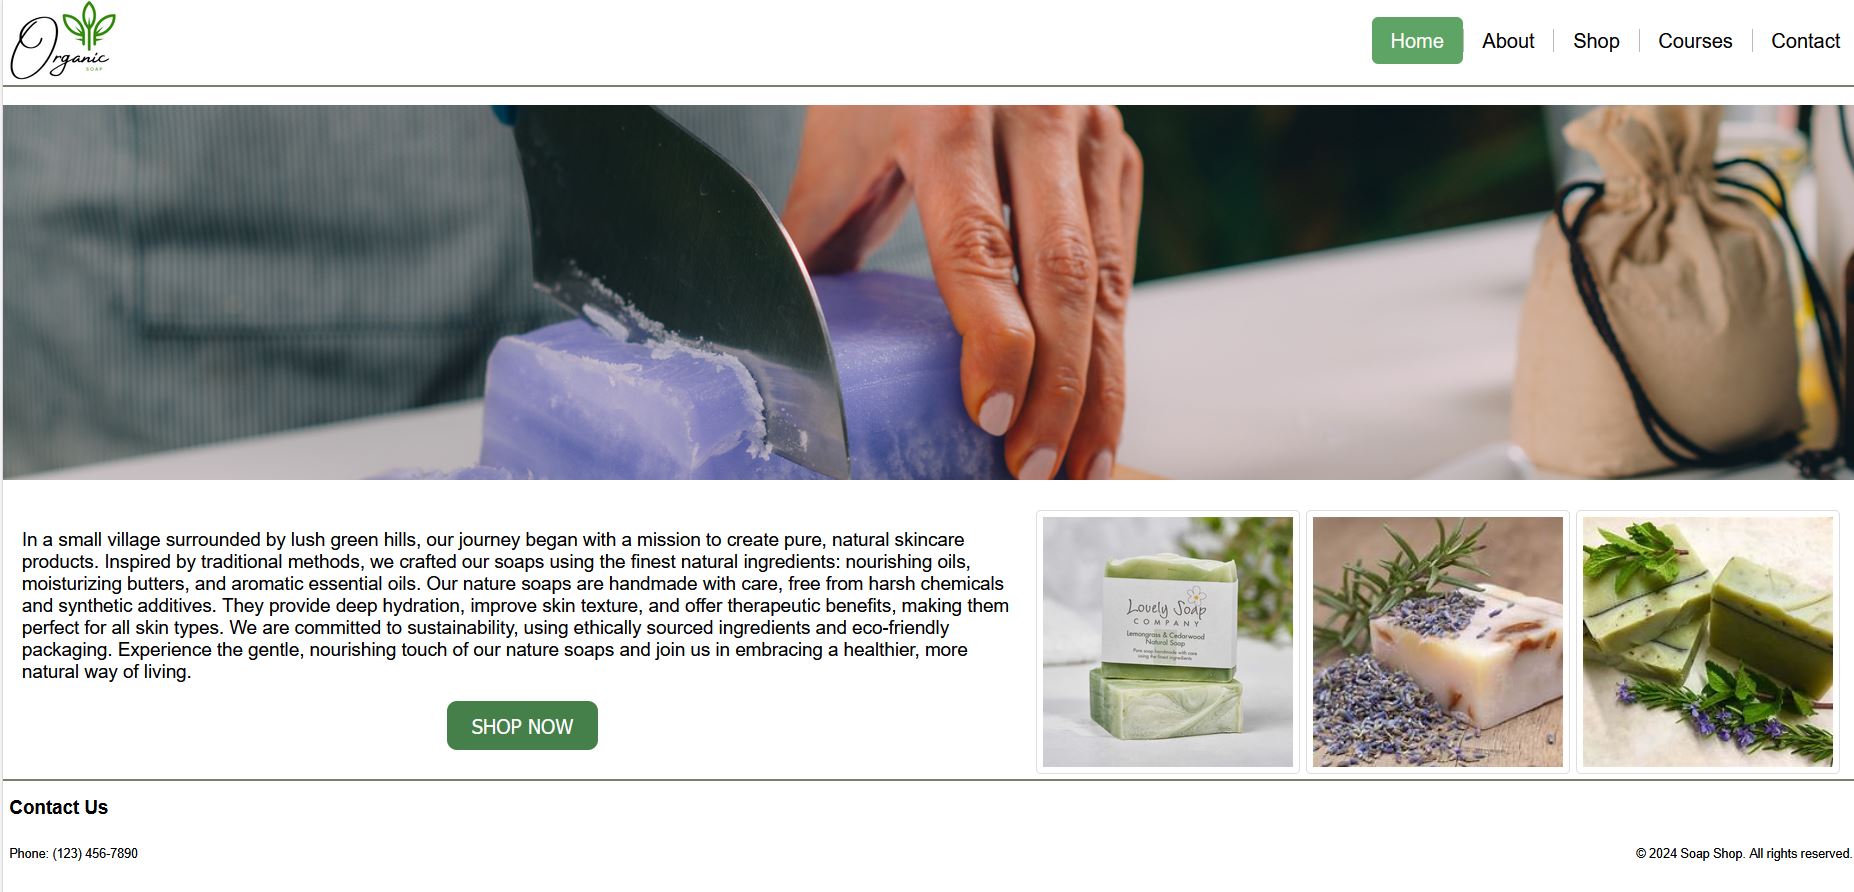 Organic
SOAP
Home
About
Shop
Courses
Contact
In a small village surrounded by lush green hills, our journey began with a mission to create pure, natural skincare
products. Inspired by traditional methods, we crafted our soaps using the finest natural ingredients: nourishing oils,
moisturizing butters, and aromatic essential oils. Our nature soaps are handmade with care, free from harsh chemicals
and synthetic additives. They provide deep hydration, improve skin texture, and offer therapeutic benefits, making them
perfect for all skin types. We are committed to sustainability, using ethically sourced ingredients and eco-friendly
packaging. Experience the gentle, nourishing touch of our nature soaps and join us in embracing a healthier, more
natural way of living.
SHOP NOW
Lovely Soap
COMPANY
Lemongrass & Cedarwood
Natural Soap
Pure soap handmade with care
using the finest ingredients
Contact Us
Phone: (123) 456-7890
© 2024 Soap Shop. All rights reserved.